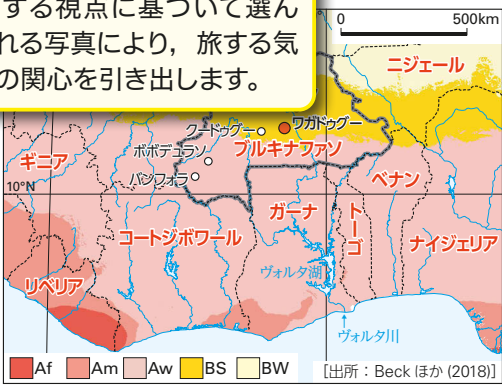 する視点に基づいて選ん
れる写真により，旅する気
の関心を引き出します。
0 500km
ニジェール
クードゥグー
ワガドゥグー
ボボデュラソ
ブルキナファソ
ギニア
バンフォラ
ベナン
10°N
ガーナ
トーゴ
コートジボワール
ナイジェリア
ヴォルタ湖
リベリア
ヴォルタ川
Af Am Aw BS BW
[出所：Beck ほか (2018)]